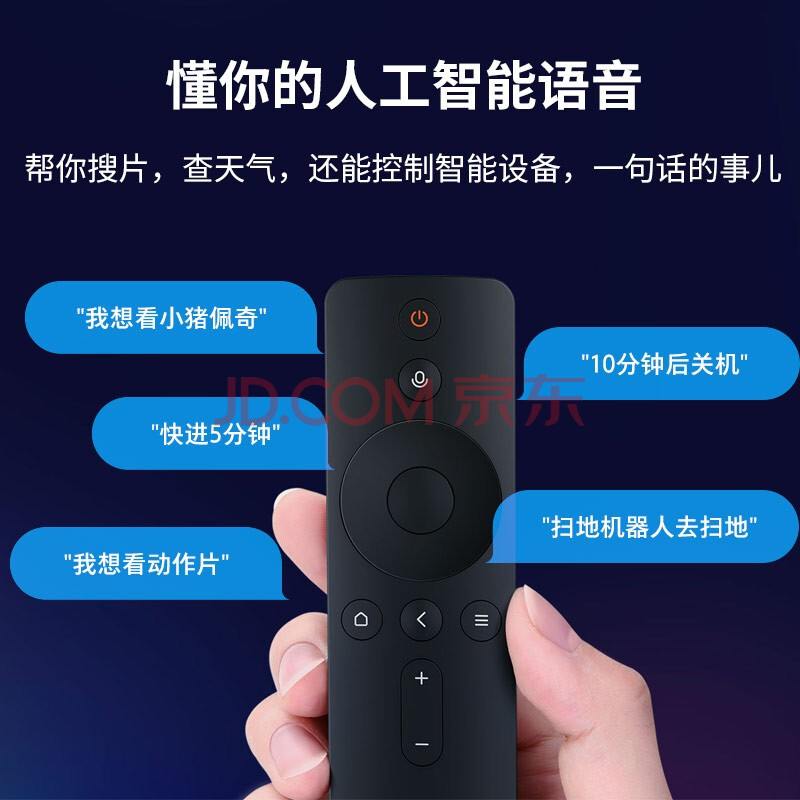 懂你的人工智能语音
帮你搜片，查天气，还能控制智能设备，一句话的事儿
"我想看小猪佩奇"
"10分钟后关机"
JD.COM 京东
"快进5分钟"
"扫地机器人去扫地"
"我想看动作片"